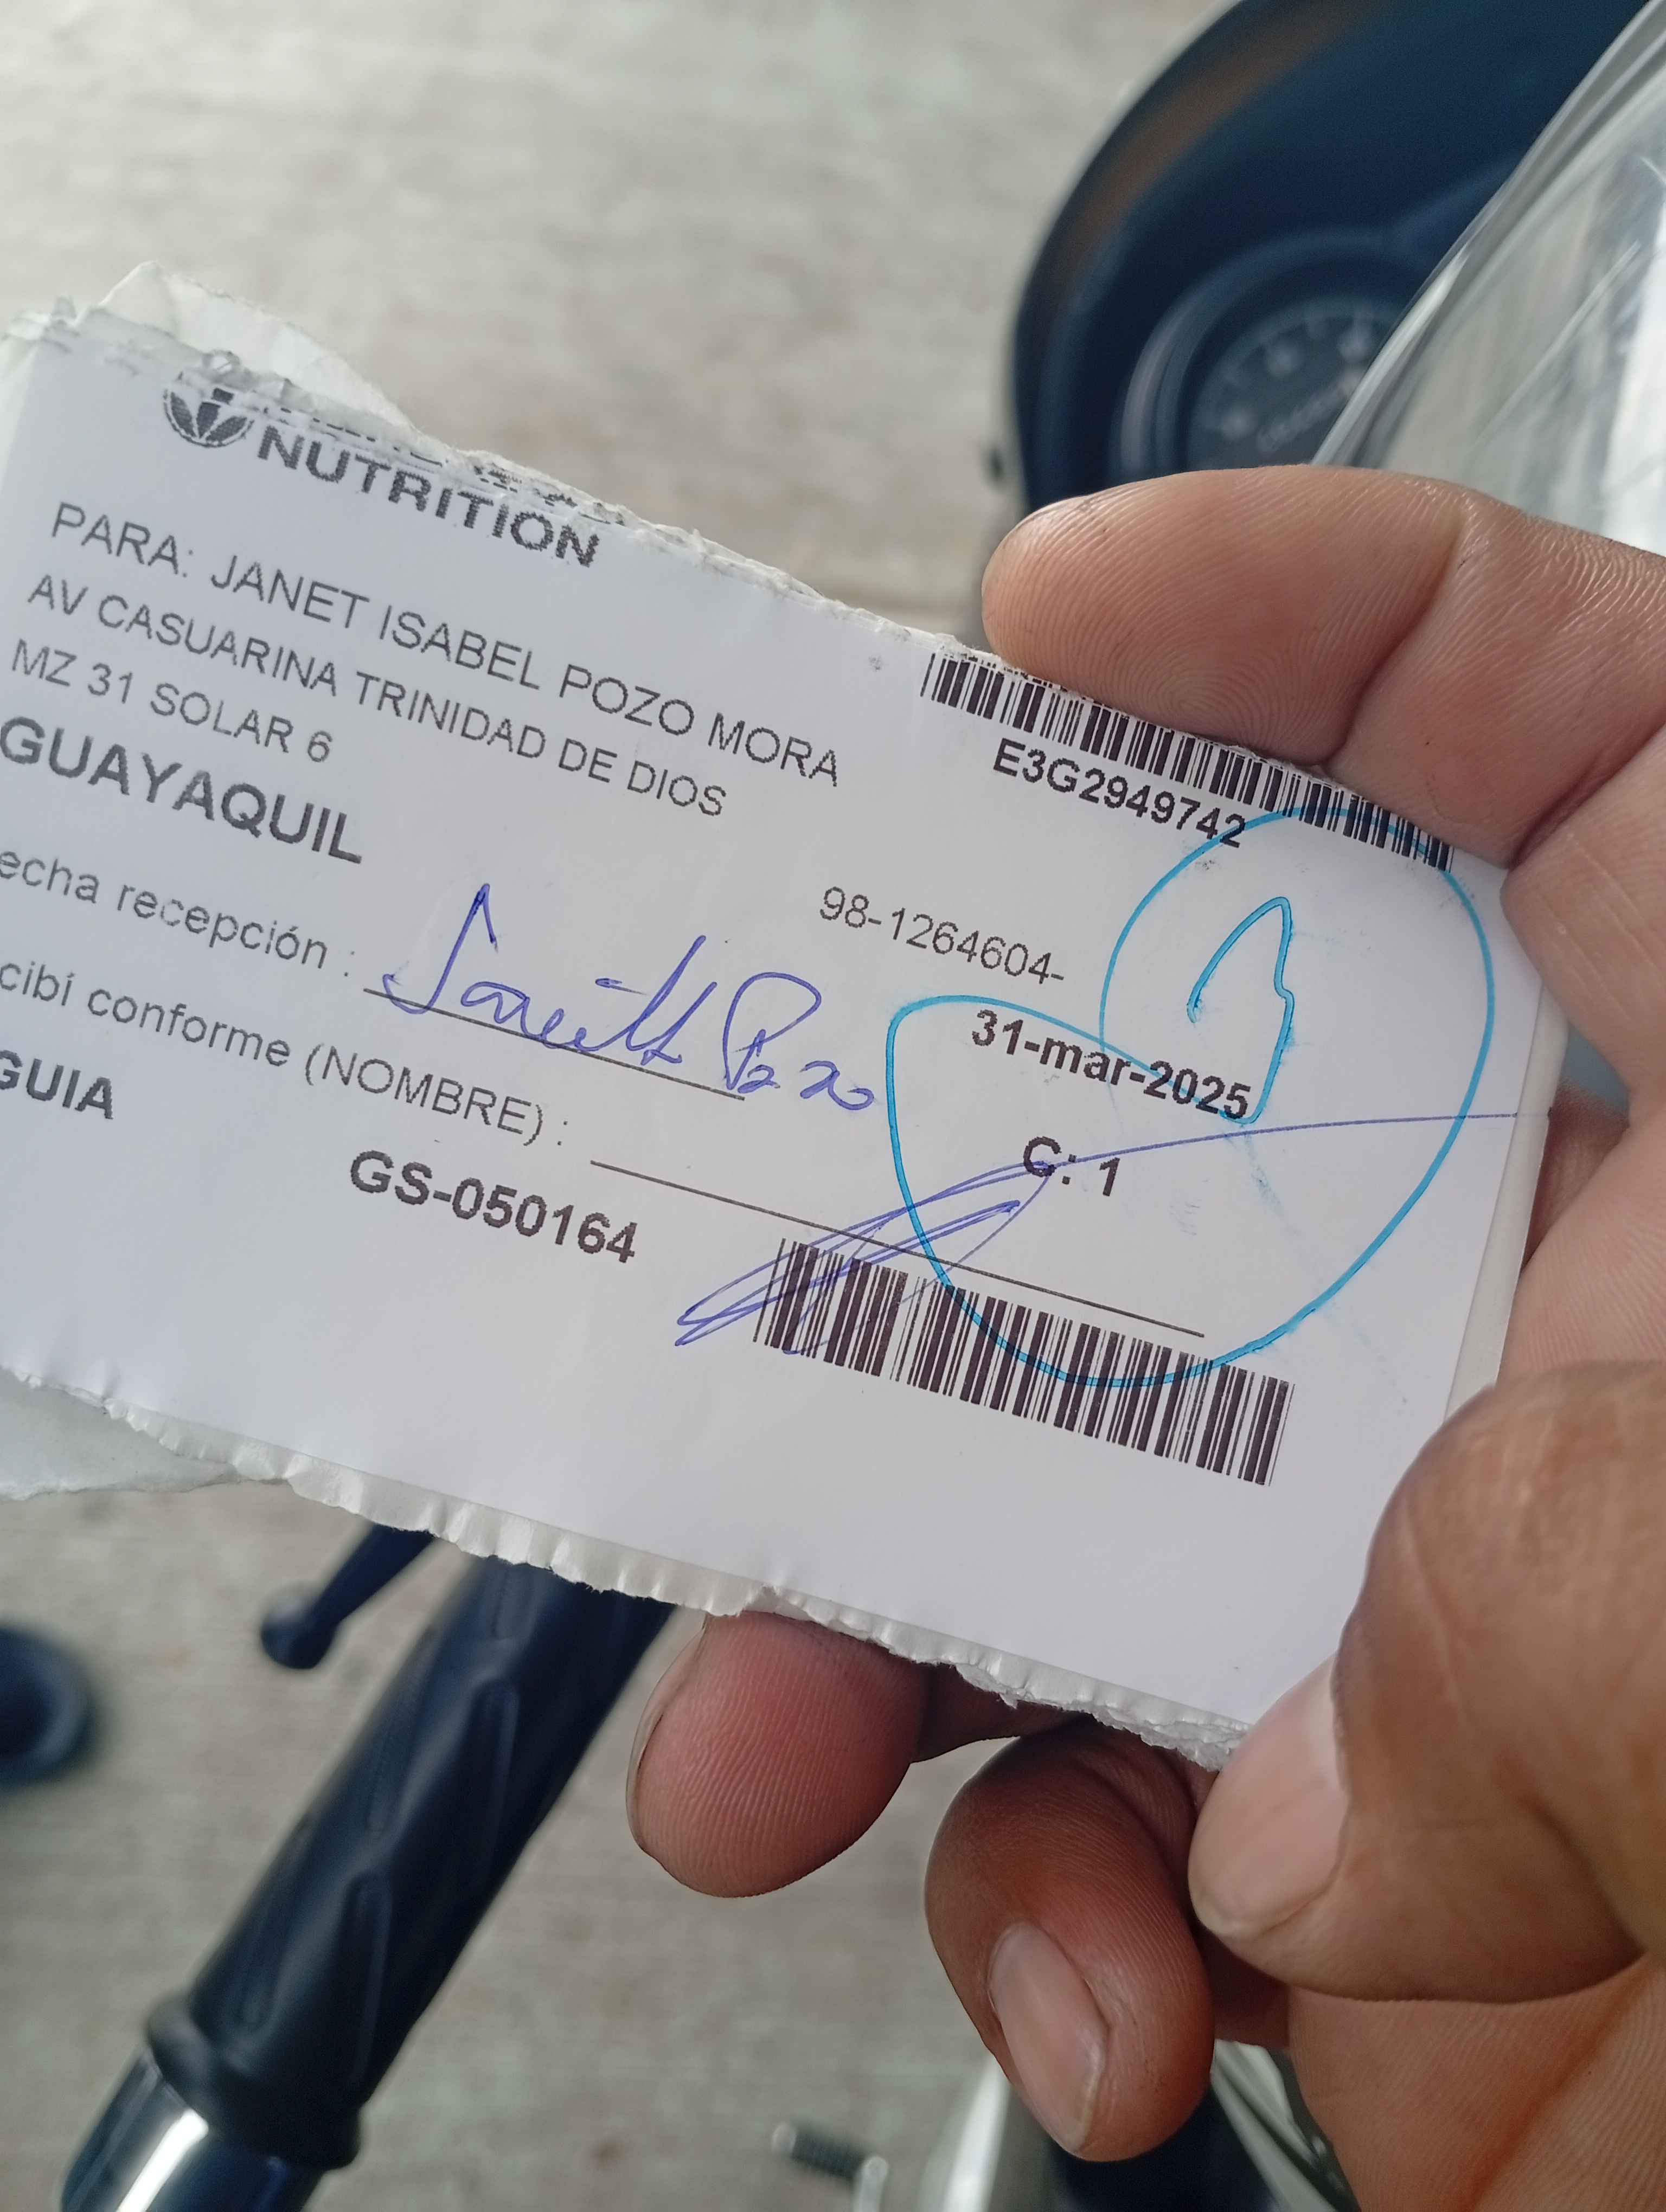 NUTRITION
PARA: JANET ISABEL POZO MORA
AV CASUARINA TRINIDAD DE DIOS
MZ 31 SOLAR 6
GUAYAQUIL
E3G2949742
98-1264604-
echa recepción :
31-mar-2025
cibí conforme (NOMBRE) :
C: 1
GUIA
GS-050164